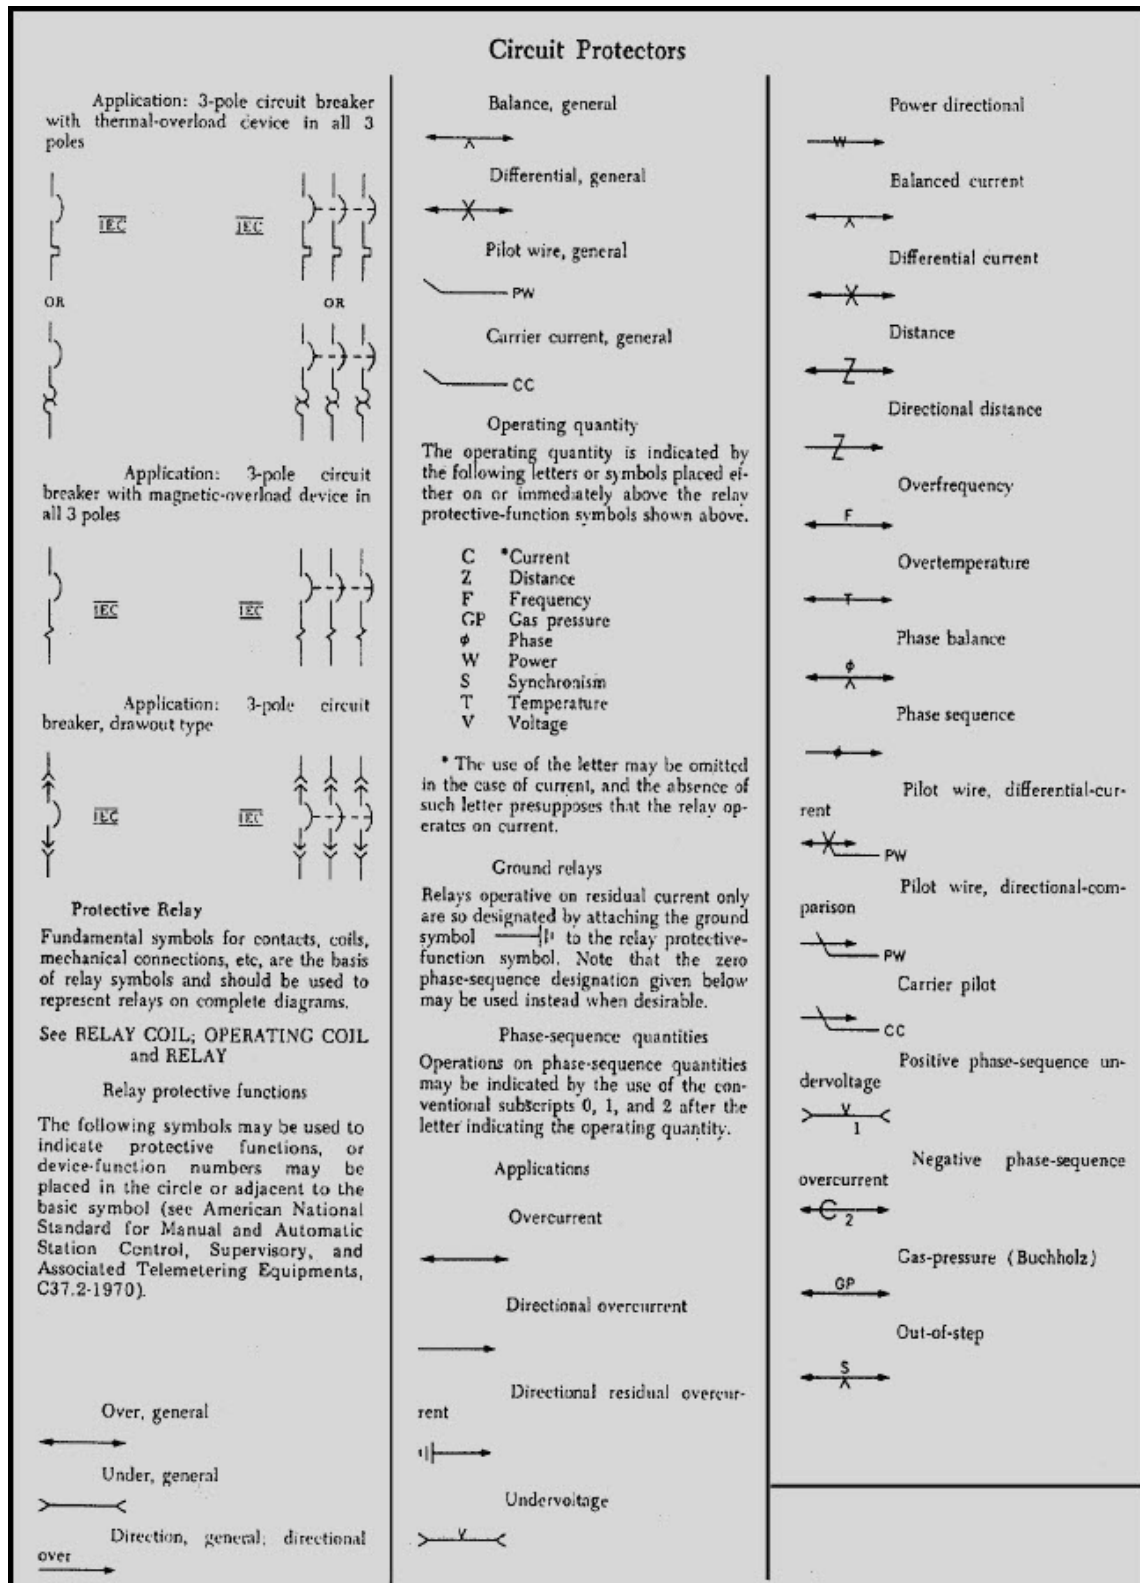 Circuit Protectors
Application: 3-pole circuit breaker
with thermal-overload device in all 3
poles
IEC IEC
OR OR
Application: 3-pole circuit
breaker with magnetic-overload device in
all 3 poles
IEC IEC
Application: 3-pole circuit
breaker, drawout type
IEC IEC
Protective Relay
Fundamental symbols for contacts, coils,
mechanical connections, etc, are the basis
of relay symbols and should be used to
represent relays on complete diagrams.
See RELAY COIL; OPERATING COIL
and RELAY
Relay protective functions
The following symbols may be used to
indicate protective functions, or
device-function numbers may be
placed in the circle or adjacent to the
basic symbol (see American National
Standard for Manual and Automatic
Station Control, Supervisory, and
Associated Telemetering Equipments,
C37.2-1970).
Over, general
Under, general
Direction, general; directional
over
Balance, general
Differential, general
Pilot wire, general
PW
Carrier current, general
CC
Operating quantity
The operating quantity is indicated by
the following letters or symbols placed ei-
ther on or immediately above the relay
protective-function symbols shown above.
C *Current
Z Distance
F Frequency
GP Gas pressure
ϕ Phase
W Power
S Synchronism
T Temperature
V Voltage
* The use of the letter may be omitted
in the case of current, and the absence of
such letter presupposes that the relay op-
erates on current.
Ground relays
Relays operative on residual current only
are so designated by attaching the ground
symbol to the relay protective-
function symbol. Note that the zero
phase-sequence designation given below
may be used instead when desirable.
Phase-sequence quantities
Operations on phase-sequence quantities
may be indicated by the use of the con-
ventional subscripts 0, 1, and 2 after the
letter indicating the operating quantity.
Applications
Overcurrent
Directional overcurrent
Directional residual overcur-
rent
Undervoltage
V
Power directional
W
Balanced current
Differential current
Distance
Z
Directional distance
Z
Overfrequency
F
Overtemperature
T
Phase balance
ϕ
Phase sequence
Pilot wire, differential-cur-
rent
PW
Pilot wire, directional-com-
parison
PW
Carrier pilot
CC
Positive phase-sequence un-
dervoltage
V
1
Negative phase-sequence
overcurrent
C 2
Gas-pressure (Buchholz)
GP
Out-of-step
S